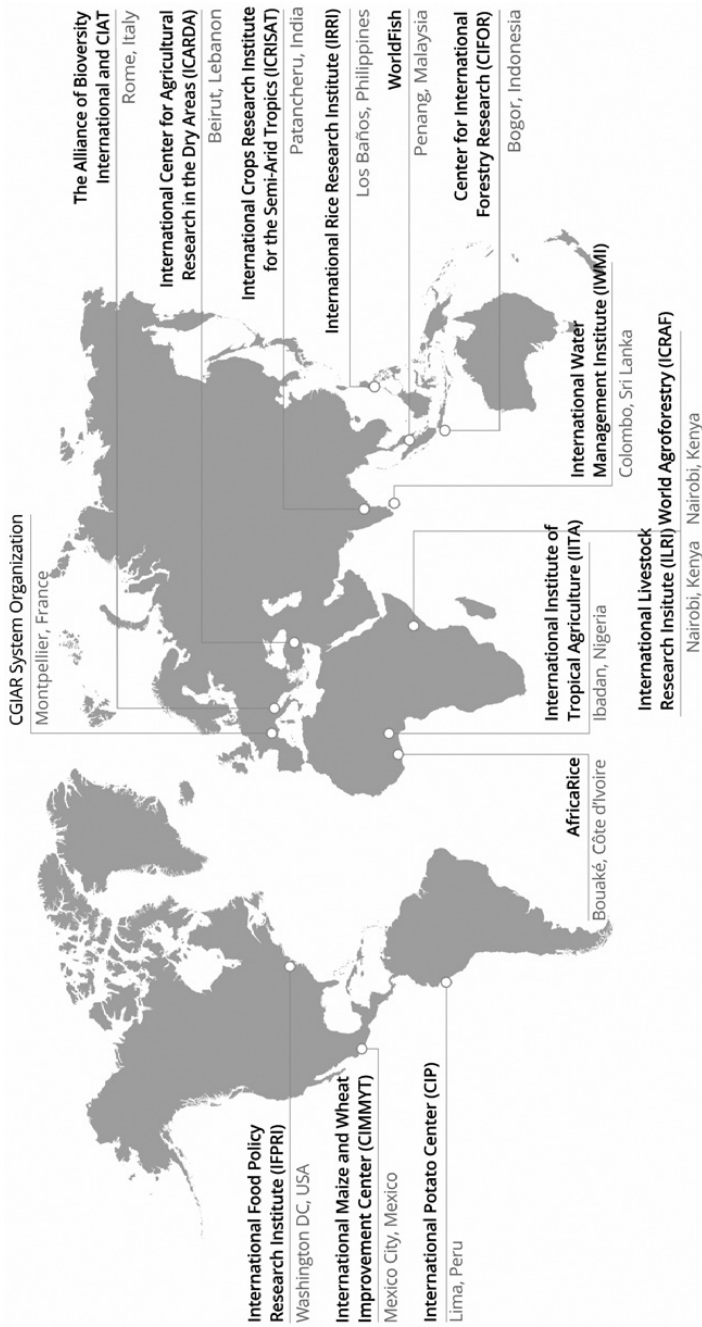 CGIAR System Organization
Montpellier, France
The Alliance of Bioversity
International and CIAT
Rome, Italy
International Center for Agricultural
Research in the Dry Areas (ICARDA)
Beirut, Lebanon
International Crops Research Institute
for the Semi-Arid Tropics (ICRISAT)
Patancheru, India
International Rice Research Institute (IRRI)
Los Baños, Philippines
WorldFish
Penang, Malaysia
Center for International
Forestry Research (CIFOR)
Bogor, Indonesia
International Food Policy
Research Institute (IFPRI)
Washington DC, USA
International Maize and Wheat
Improvement Center (CIMMYT)
Mexico City, Mexico
International Potato Center (CIP)
Lima, Peru
AfricaRice
Bouaké, Côte d'Ivoire
International Institute of
Tropical Agriculture (IITA)
Ibadan, Nigeria
International Water
Management Institute (IWMI)
Colombo, Sri Lanka
International Livestock
Research Insitute (ILRI)
Nairobi, Kenya
World Agroforestry (ICRAF)
Nairobi, Kenya